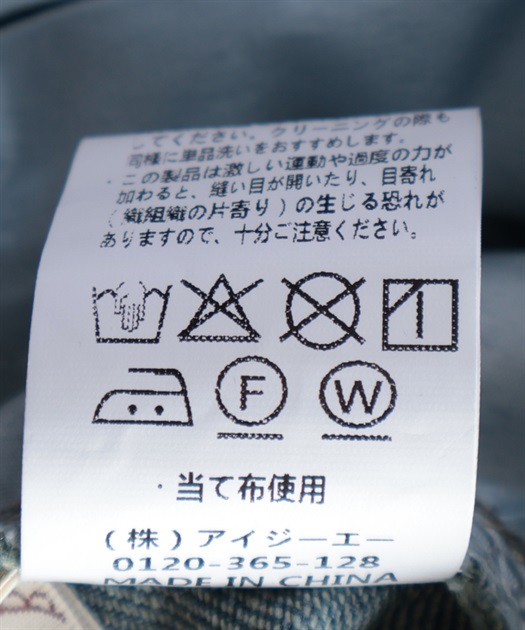 してください。クリーニングの際も
同様に単品洗いをおすすめします。
この製品は激しい運動や過度の力が
加わると、縫い目が開いたり、目寄れ
(織組織の片寄り)の生じる恐れが
ありますので、十分ご注意ください。
F W
・当て布使用
(株)アイジーエー
0120-365-128
MADE IN CHINA